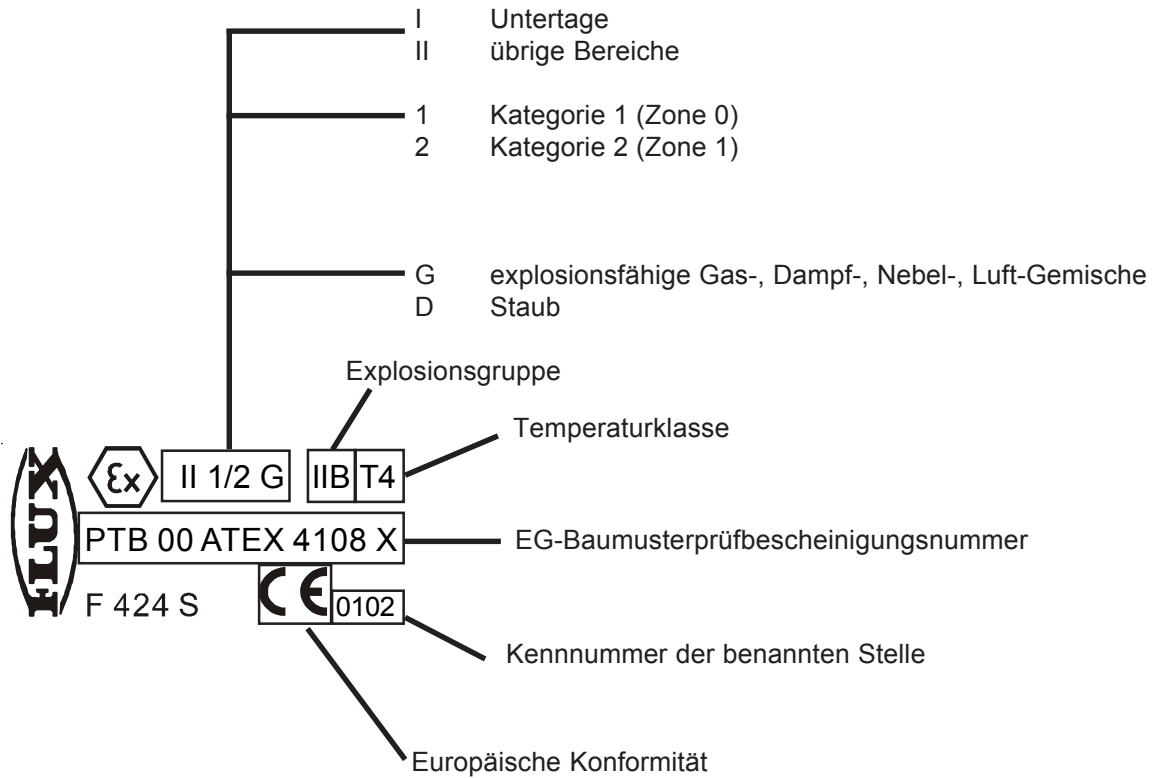 I Untertage
II übrige Bereiche
1 Kategorie 1 (Zone 0)
2 Kategorie 2 (Zone 1)
G explosionsfähige Gas-, Dampf-, Nebel-, Luft-Gemische
D Staub
Explosionsgruppe
Temperaturklasse
FLUX
Ex II 1/2 G IIB T4
PTB 00 ATEX 4108 X EG-Baumusterprüfbescheinigungsnummer
F 424 S CE 0102
Kennnummer der benannten Stelle
Europäische Konformität